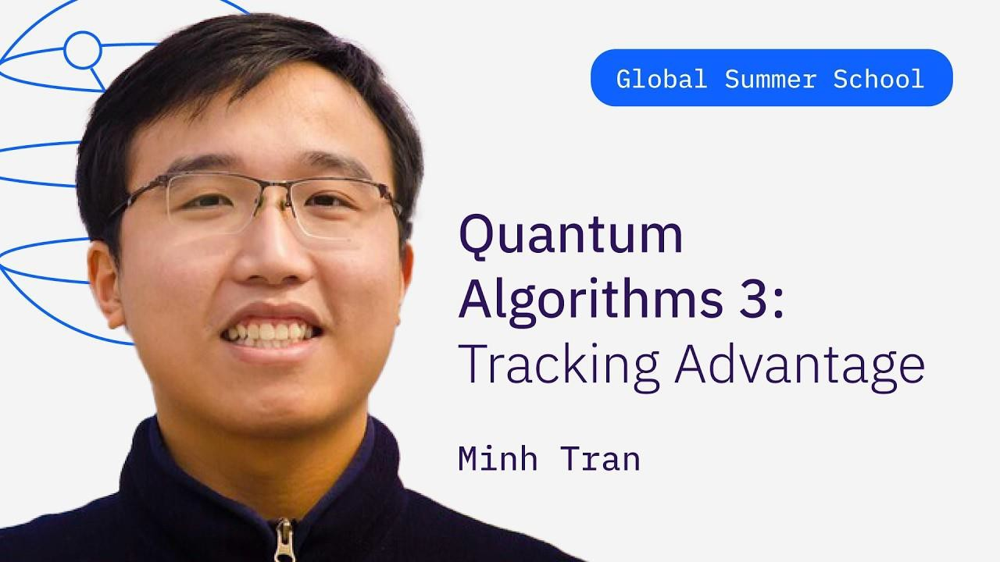 Global Summer School
Quantum
Algorithms 3:
Tracking Advantage
Minh Tran